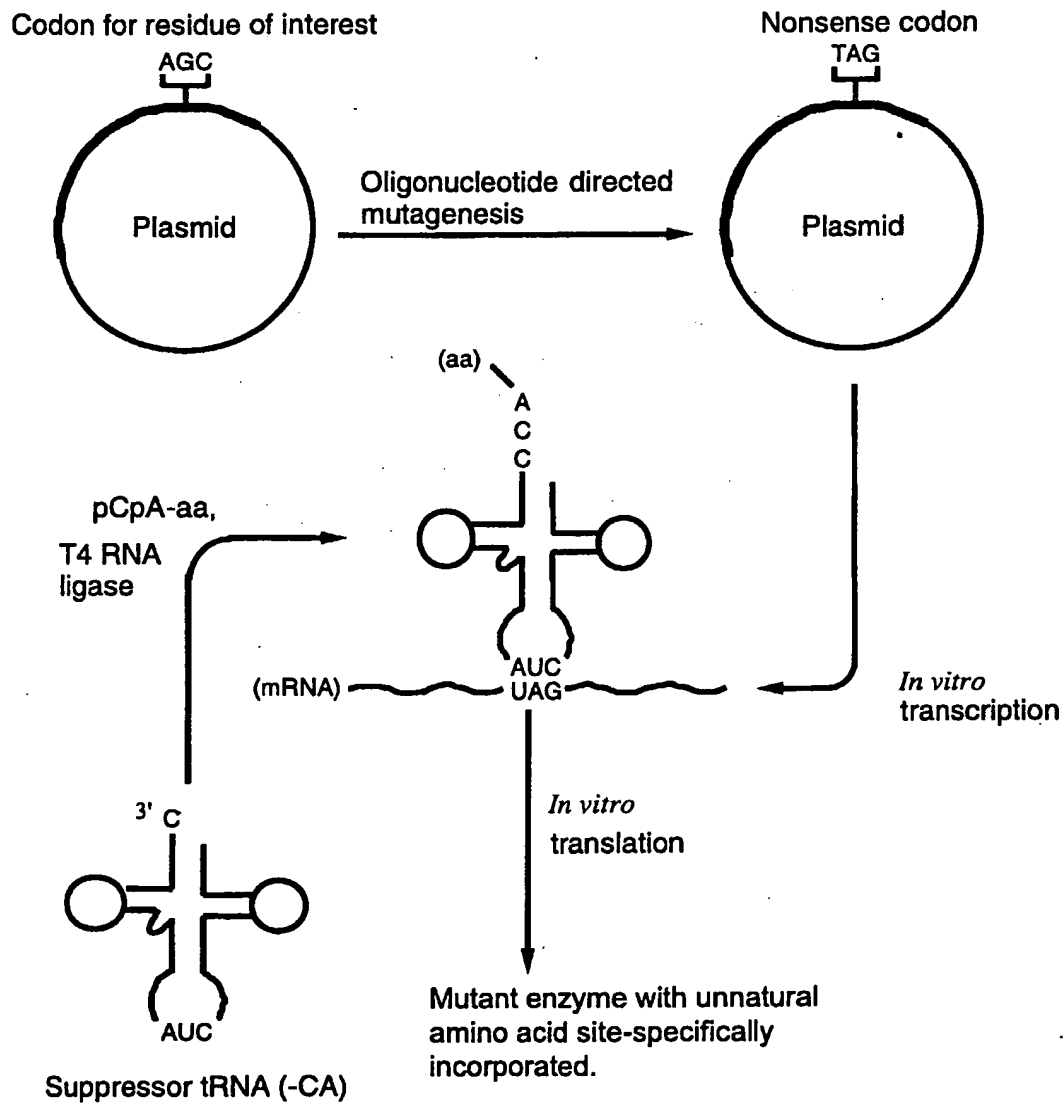 Codon for residue of interest
AGC
Plasmid
Oligonucleotide directed
mutagenesis
Nonsense codon
TAG
Plasmid
(aa)
A
C
C
pCpA-aa,
T4 RNA
ligase
AUC
(mRNA)
UAG
In vitro
transcription
In vitro
translation
3' C
AUC
Suppressor tRNA (-CA)
Mutant enzyme with unnatural
amino acid site-specifically
incorporated.